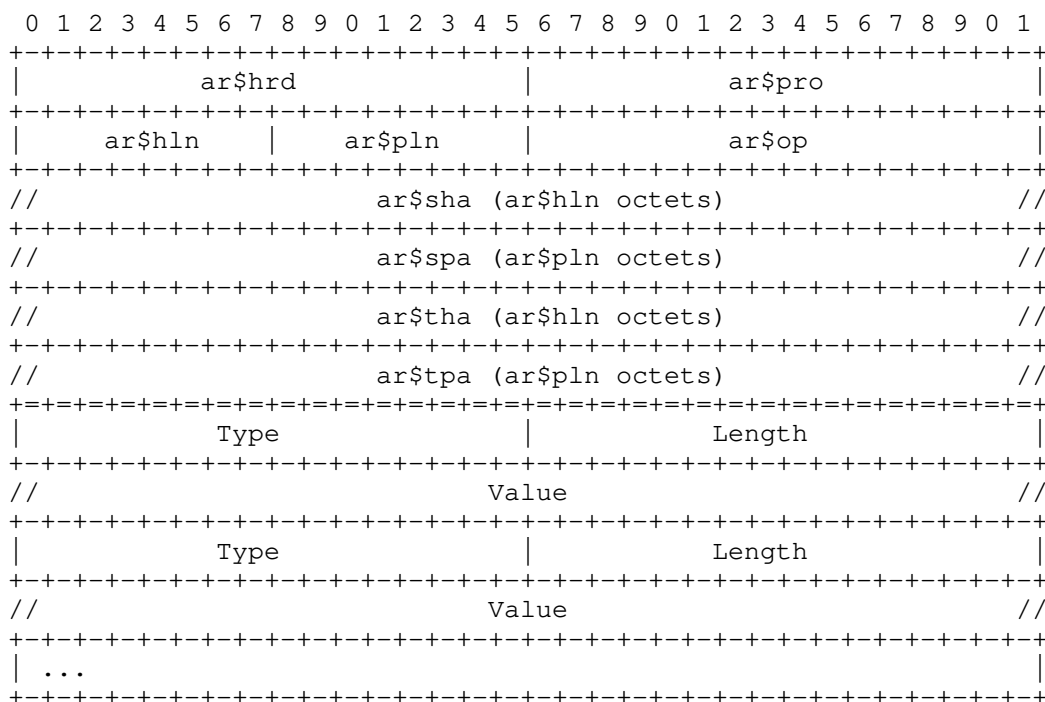 0 1 2 3 4 5 6 7 8 9 0 1 2 3 4 5 6 7 8 9 0 1 2 3 4 5 6 7 8 9 0 1
+-+-+-+-+-+-+-+-+-+-+-+-+-+-+-+-+-+-+-+-+-+-+-+-+-+-+-+-+-+-+-+-+
|            ar$hrd             |            ar$pro             |
+-+-+-+-+-+-+-+-+-+-+-+-+-+-+-+-+-+-+-+-+-+-+-+-+-+-+-+-+-+-+-+-+
|     ar$hln    |    ar$pln     |            ar$op              |
+-+-+-+-+-+-+-+-+-+-+-+-+-+-+-+-+-+-+-+-+-+-+-+-+-+-+-+-+-+-+-+-+
//                     ar$sha (ar$hln octets)                  //
+-+-+-+-+-+-+-+-+-+-+-+-+-+-+-+-+-+-+-+-+-+-+-+-+-+-+-+-+-+-+-+-+
//                     ar$spa (ar$pln octets)                  //
+-+-+-+-+-+-+-+-+-+-+-+-+-+-+-+-+-+-+-+-+-+-+-+-+-+-+-+-+-+-+-+-+
//                     ar$tha (ar$hln octets)                  //
+-+-+-+-+-+-+-+-+-+-+-+-+-+-+-+-+-+-+-+-+-+-+-+-+-+-+-+-+-+-+-+-+
//                     ar$tpa (ar$pln octets)                  //
+=+=+=+=+=+=+=+=+=+=+=+=+=+=+=+=+=+=+=+=+=+=+=+=+=+=+=+=+=+=+=+=+
|            Type               |           Length              |
+-+-+-+-+-+-+-+-+-+-+-+-+-+-+-+-+-+-+-+-+-+-+-+-+-+-+-+-+-+-+-+-+
//                            Value                            //
+-+-+-+-+-+-+-+-+-+-+-+-+-+-+-+-+-+-+-+-+-+-+-+-+-+-+-+-+-+-+-+-+
|            Type               |           Length              |
+-+-+-+-+-+-+-+-+-+-+-+-+-+-+-+-+-+-+-+-+-+-+-+-+-+-+-+-+-+-+-+-+
//                            Value                            //
+-+-+-+-+-+-+-+-+-+-+-+-+-+-+-+-+-+-+-+-+-+-+-+-+-+-+-+-+-+-+-+-+
| ...                                                           |
+-+-+-+-+-+-+-+-+-+-+-+-+-+-+-+-+-+-+-+-+-+-+-+-+-+-+-+-+-+-+-+-+